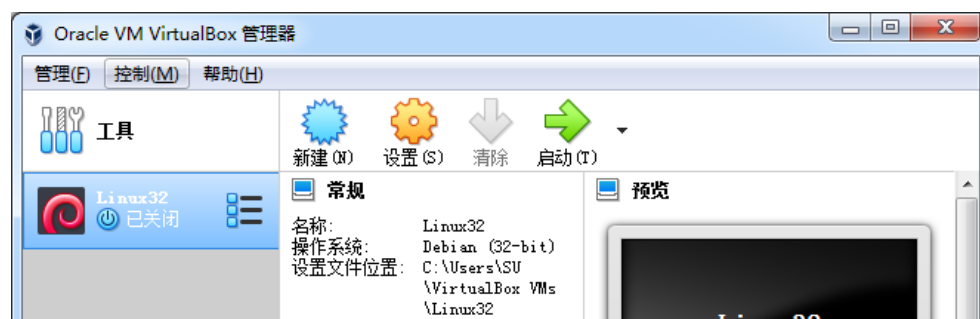 Oracle VM VirtualBox 管理器
管理(F) 控制(M) 帮助(H)
工具
新建(N) 设置(S) 清除 启动(T)
Linux32
已关闭
常规
名称: Linux32
操作系统: Debian (32-bit)
设置文件位置: C:\Users\SU
\VirtualBox VMs
\Linux32
预览